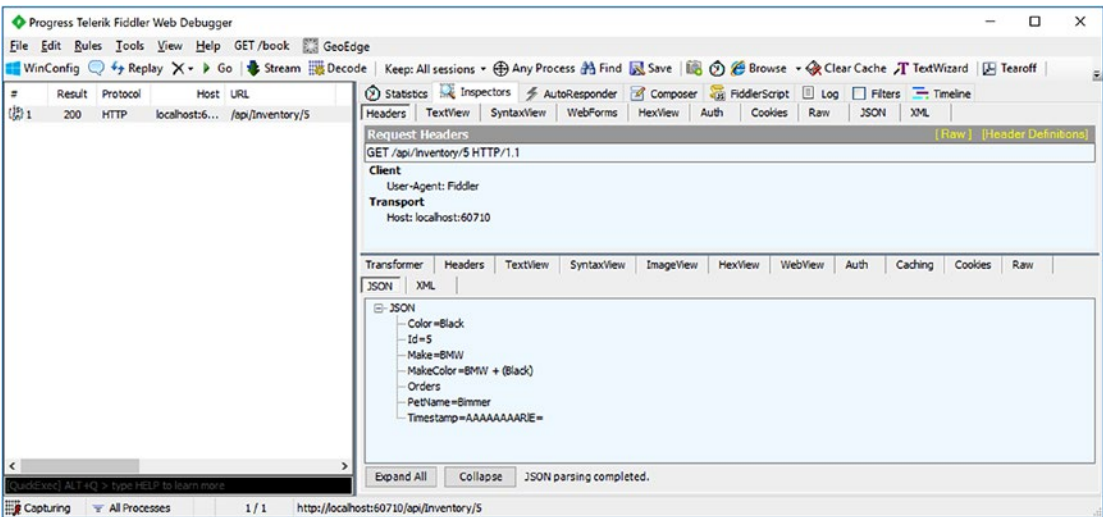 Progress Telerik Fiddler Web Debugger
File Edit Rules Tools View Help GET /book GeoEdge
WinConfig Replay Go Stream Decode Keep: All sessions Any Process Find Save Browse Clear Cache TextWizard Tearoff
# Result Protocol Host URL
1 200 HTTP localhost:6... /api/Inventory/5
Statistics Inspectors AutoResponder Composer FiddlerScript Log Filters Timeline
Headers TextView SyntaxView WebForms HexView Auth Cookies Raw JSON XML
Request Headers [Raw] [Header Definitions]
GET /api/Inventory/5 HTTP/1.1
Client
User-Agent: Fiddler
Transport
Host: localhost:60710
Transformer Headers TextView SyntaxView ImageView HexView WebView Auth Caching Cookies Raw
JSON XML
JSON
Color=Black
Id=5
Make=BMW
MakeColor=BMW + (Black)
Orders
PetName=Bimmer
Timestamp=AAAAAAAARlE=
Expand All Collapse JSON parsing completed.
[QuickExec] ALT+Q > type HELP to learn more
Capturing All Processes 1 / 1 http://localhost:60710/api/Inventory/5